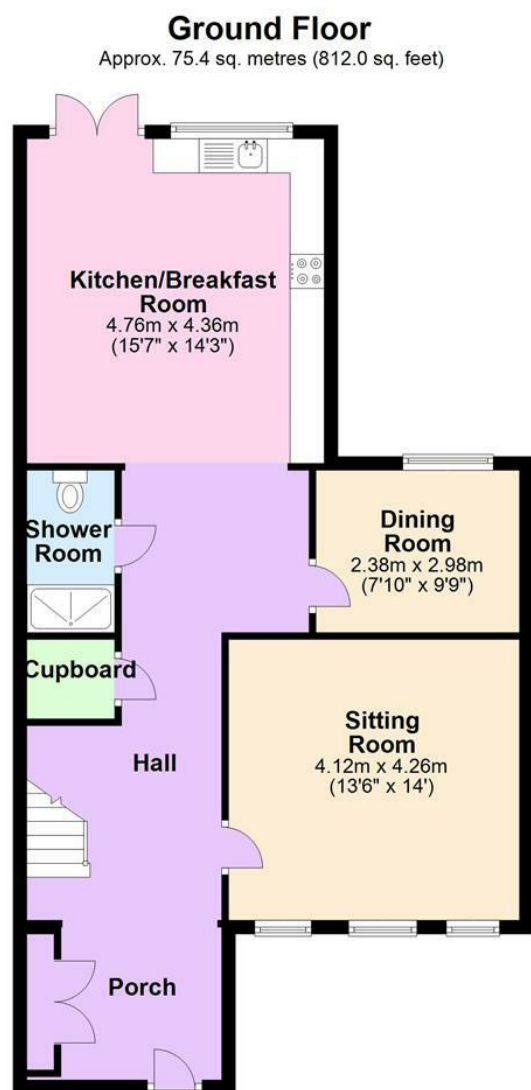 Ground Floor
Approx. 75.4 sq. metres (812.0 sq. feet)
Kitchen/Breakfast
Room
4.76m x 4.36m
(15'7" x 14'3")
Shower
Room
Dining
Room
2.38m x 2.98m
(7'10" x 9'9")
Cupboard
Sitting
Room
4.12m x 4.26m
(13'6" x 14')
Hall
Porch